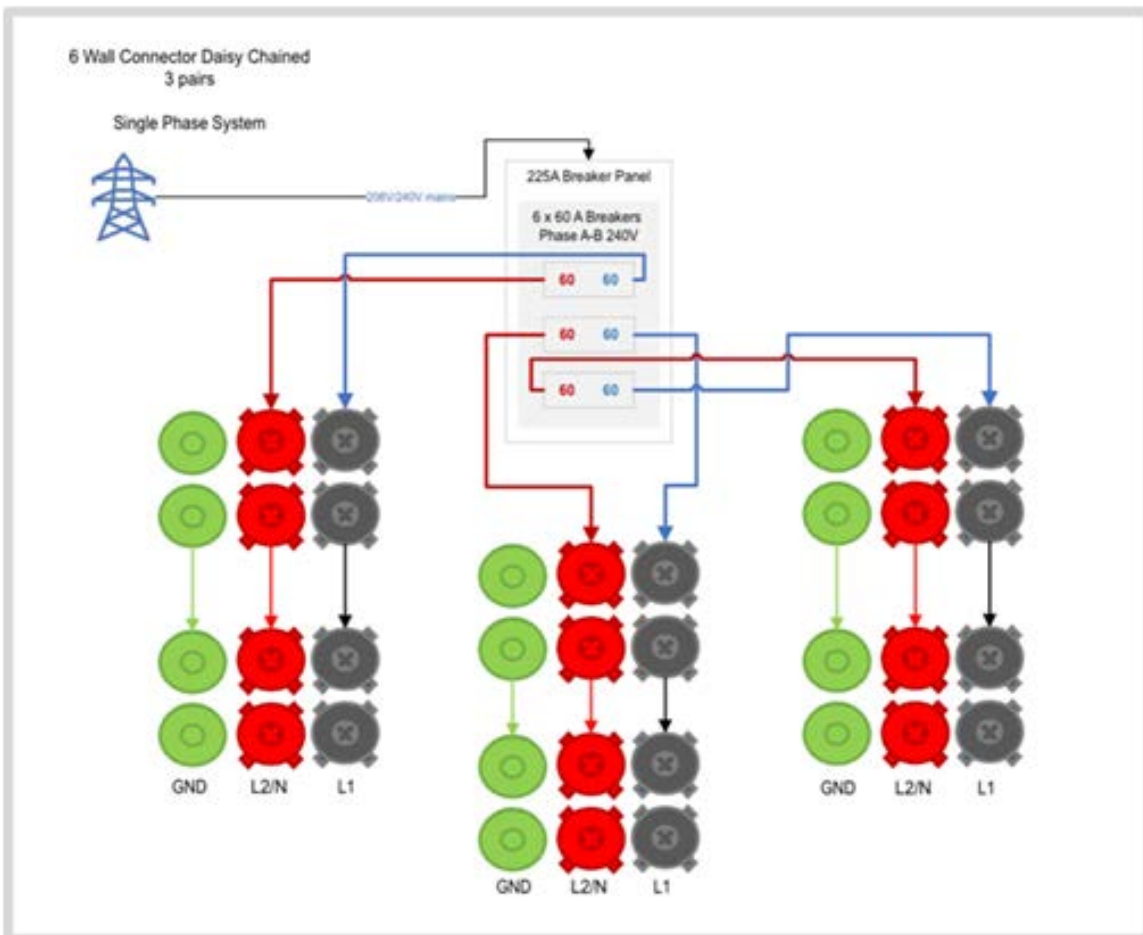 6 Wall Connector Daisy Chained
3 pairs
Single Phase System
208V/240V mains
225A Breaker Panel
6 x 60 A Breakers
Phase A-B 240V
60 60
60 60
60 60
GND L2/N L1
GND L2/N L1
GND L2/N L1